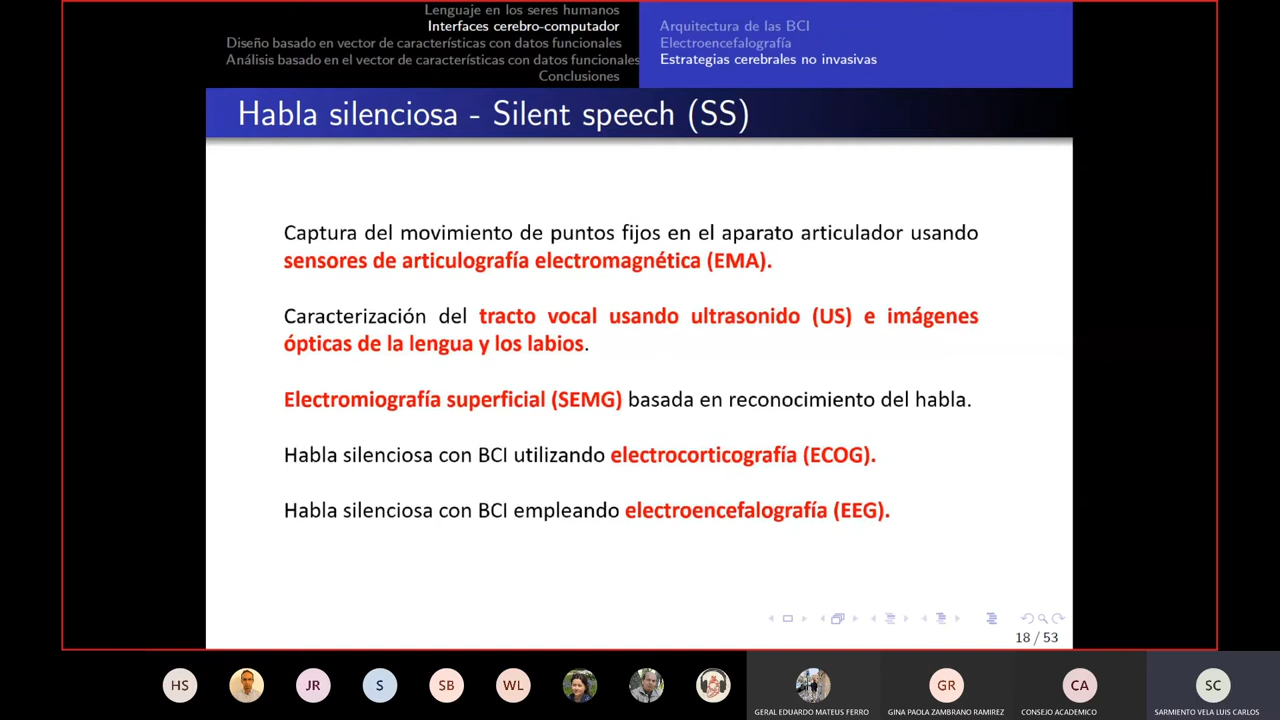 Lenguaje en los seres humanos
Interfaces cerebro-computador
Diseño basado en vector de características con datos funcionales
Análisis basado en el vector de características con datos funcionales
Conclusiones
Arquitectura de las BCI
Electroencefalografía
Estrategias cerebrales no invasivas
Habla silenciosa - Silent speech (SS)
Captura del movimiento de puntos fijos en el aparato articulador usando
sensores de articulografía electromagnética (EMA).
Caracterización del tracto vocal usando ultrasonido (US) e imágenes
ópticas de la lengua y los labios.
Electromiografía superficial (SEMG) basada en reconocimiento del habla.
Habla silenciosa con BCI utilizando electrocorticografía (ECOG).
Habla silenciosa con BCI empleando electroencefalografía (EEG).
18 / 53
HS
JR
S
SB
WL
GR
CA
SC
GERAL EDUARDO MATEUS FERRO
GINA PAOLA ZAMBRANO RAMIREZ
CONSEJO ACADEMICO
SARMIENTO VELA LUIS CARLOS